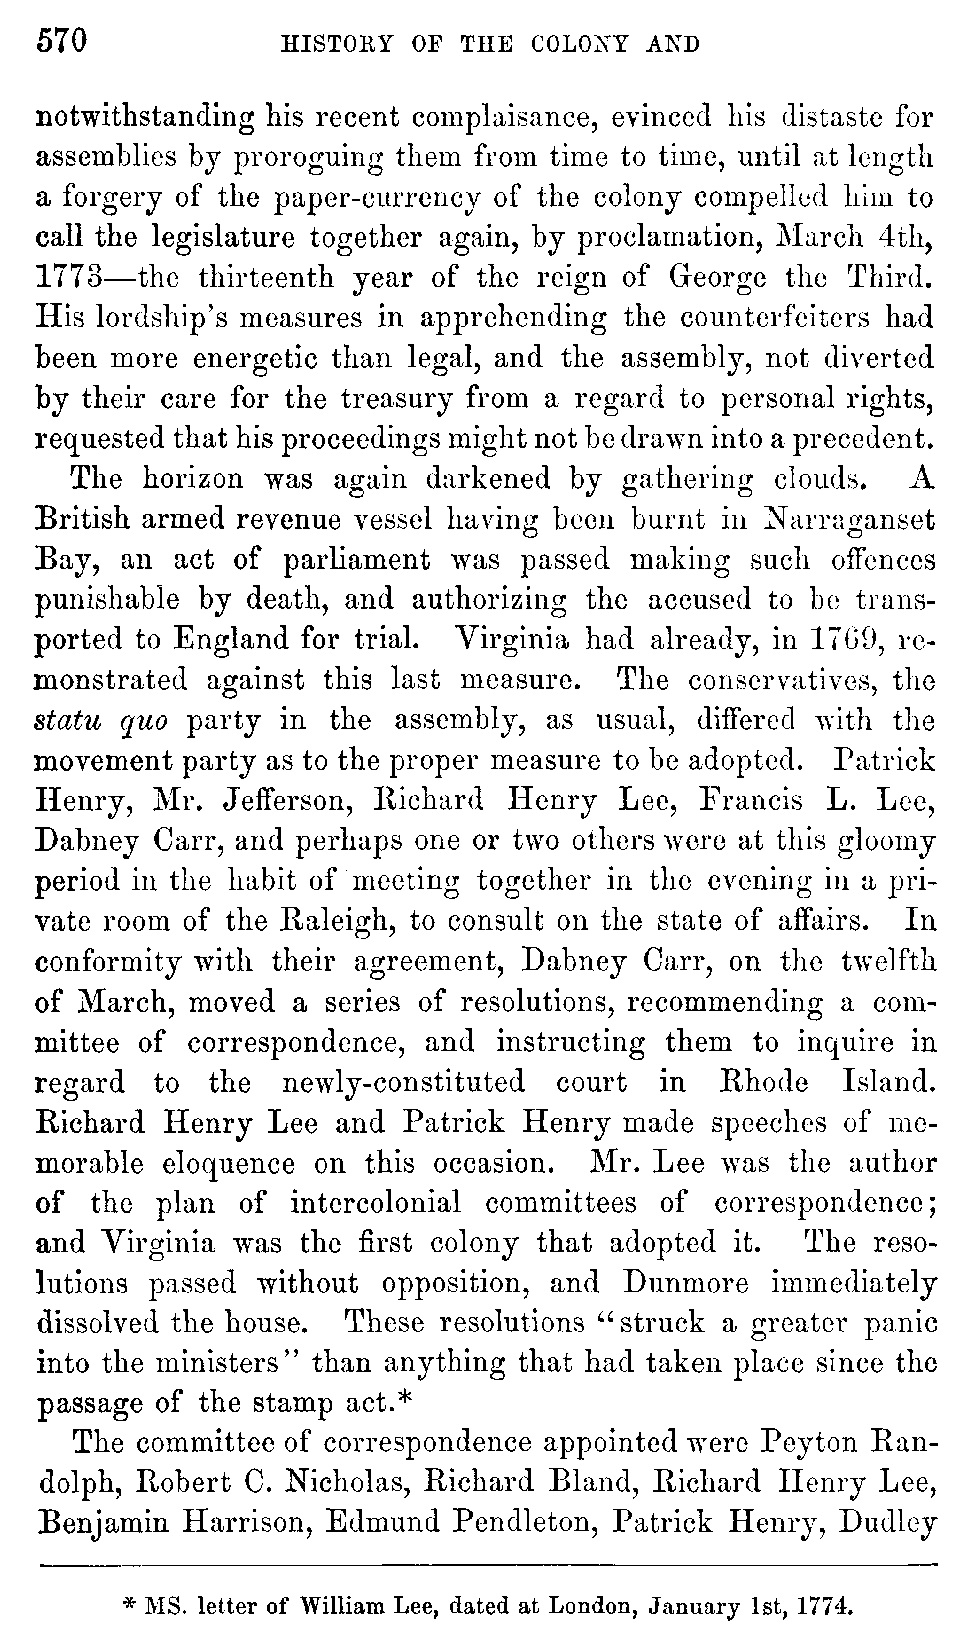 570 HISTORY OF THE COLONY AND
notwithstanding his recent complaisance, evinced his distaste for
assemblies by proroguing them from time to time, until at length
a forgery of the paper-currency of the colony compelled him to
call the legislature together again, by proclamation, March 4th,
1773—the thirteenth year of the reign of George the Third.
His lordship's measures in apprehending the counterfeiters had
been more energetic than legal, and the assembly, not diverted
by their care for the treasury from a regard to personal rights,
requested that his proceedings might not be drawn into a precedent.
The horizon was again darkened by gathering clouds. A
British armed revenue vessel having been burnt in Narraganset
Bay, an act of parliament was passed making such offences
punishable by death, and authorizing the accused to be trans-
ported to England for trial. Virginia had already, in 1769, re-
monstrated against this last measure. The conservatives, the
statu quo party in the assembly, as usual, differed with the
movement party as to the proper measure to be adopted. Patrick
Henry, Mr. Jefferson, Richard Henry Lee, Francis L. Lee,
Dabney Carr, and perhaps one or two others were at this gloomy
period in the habit of meeting together in the evening in a pri-
vate room of the Raleigh, to consult on the state of affairs. In
conformity with their agreement, Dabney Carr, on the twelfth
of March, moved a series of resolutions, recommending a com-
mittee of correspondence, and instructing them to inquire in
regard to the newly-constituted court in Rhode Island.
Richard Henry Lee and Patrick Henry made speeches of me-
morable eloquence on this occasion. Mr. Lee was the author
of the plan of intercolonial committees of correspondence;
and Virginia was the first colony that adopted it. The reso-
lutions passed without opposition, and Dunmore immediately
dissolved the house. These resolutions "struck a greater panic
into the ministers" than anything that had taken place since the
passage of the stamp act.*
The committee of correspondence appointed were Peyton Ran-
dolph, Robert C. Nicholas, Richard Bland, Richard Henry Lee,
Benjamin Harrison, Edmund Pendleton, Patrick Henry, Dudley
* MS. letter of William Lee, dated at London, January 1st, 1774.